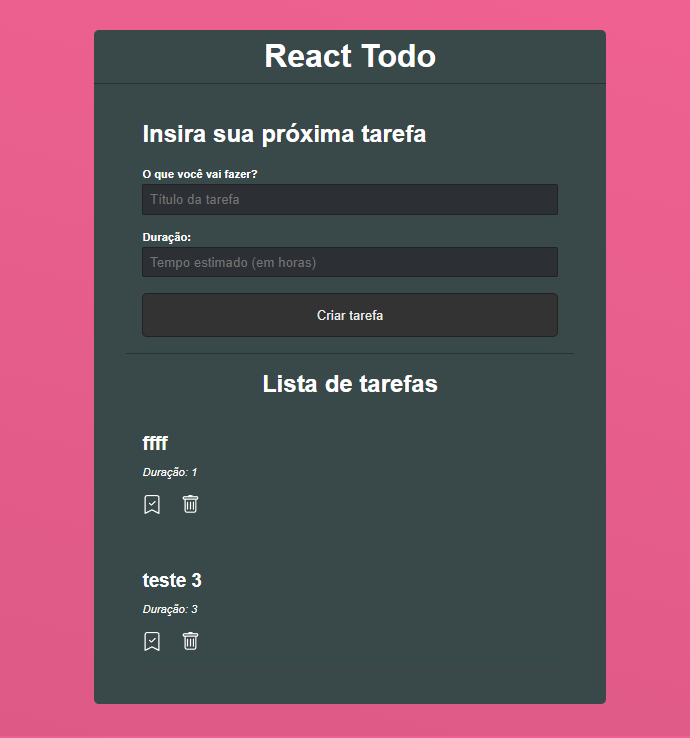 React Todo
Insira sua próxima tarefa
O que você vai fazer?
Título da tarefa
Duração:
Tempo estimado (em horas)
Criar tarefa
Lista de tarefas
ffff
Duração: 1
teste 3
Duração: 3